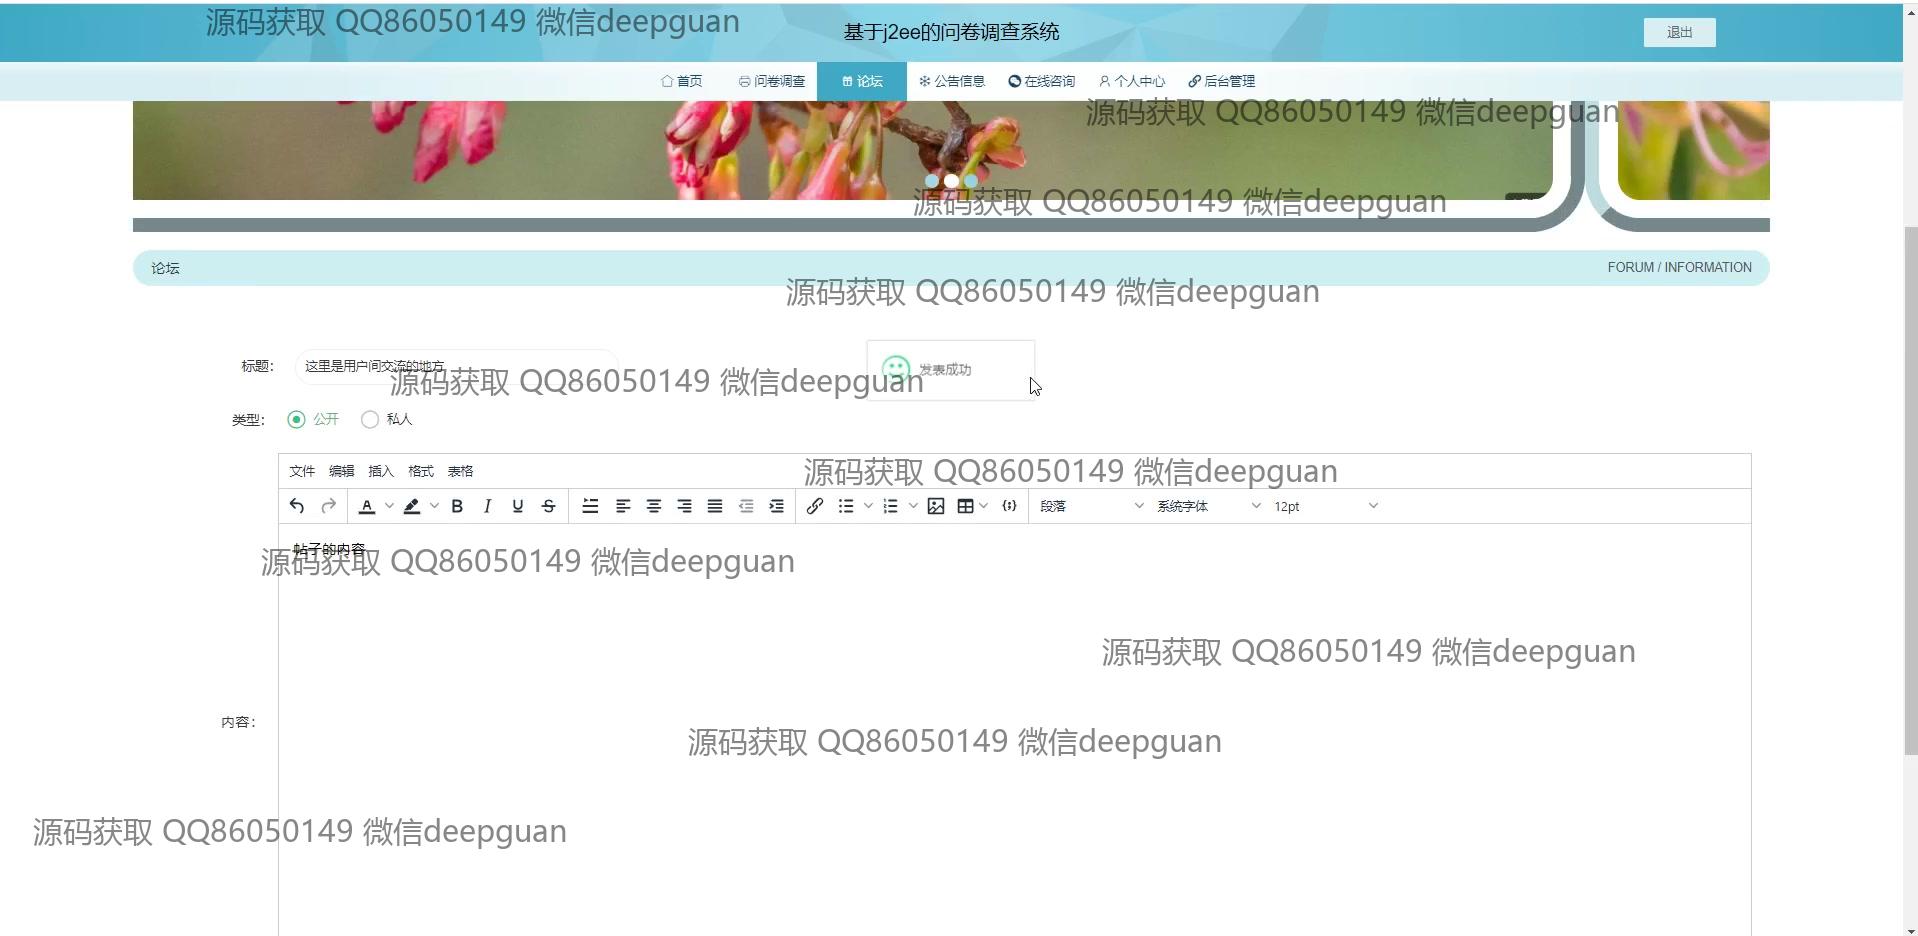 源码获取 QQ86050149 微信deepguan
基于j2ee的问卷调查系统
退出
首页 问卷调查 论坛 公告信息 在线咨询 个人中心 后台管理
源码获取 QQ86050149 微信deepguan
源码获取 QQ86050149 微信deepguan
论坛 FORUM / INFORMATION
源码获取 QQ86050149 微信deepguan
标题： 这里是用户间交流的地方
发表成功
源码获取 QQ86050149 微信deepguan
类型： 公开 私人
文件 编辑 插入 格式 表格
源码获取 QQ86050149 微信deepguan
段落 系统字体 12pt
帖子的内容
源码获取 QQ86050149 微信deepguan
源码获取 QQ86050149 微信deepguan
内容：
源码获取 QQ86050149 微信deepguan
源码获取 QQ86050149 微信deepguan